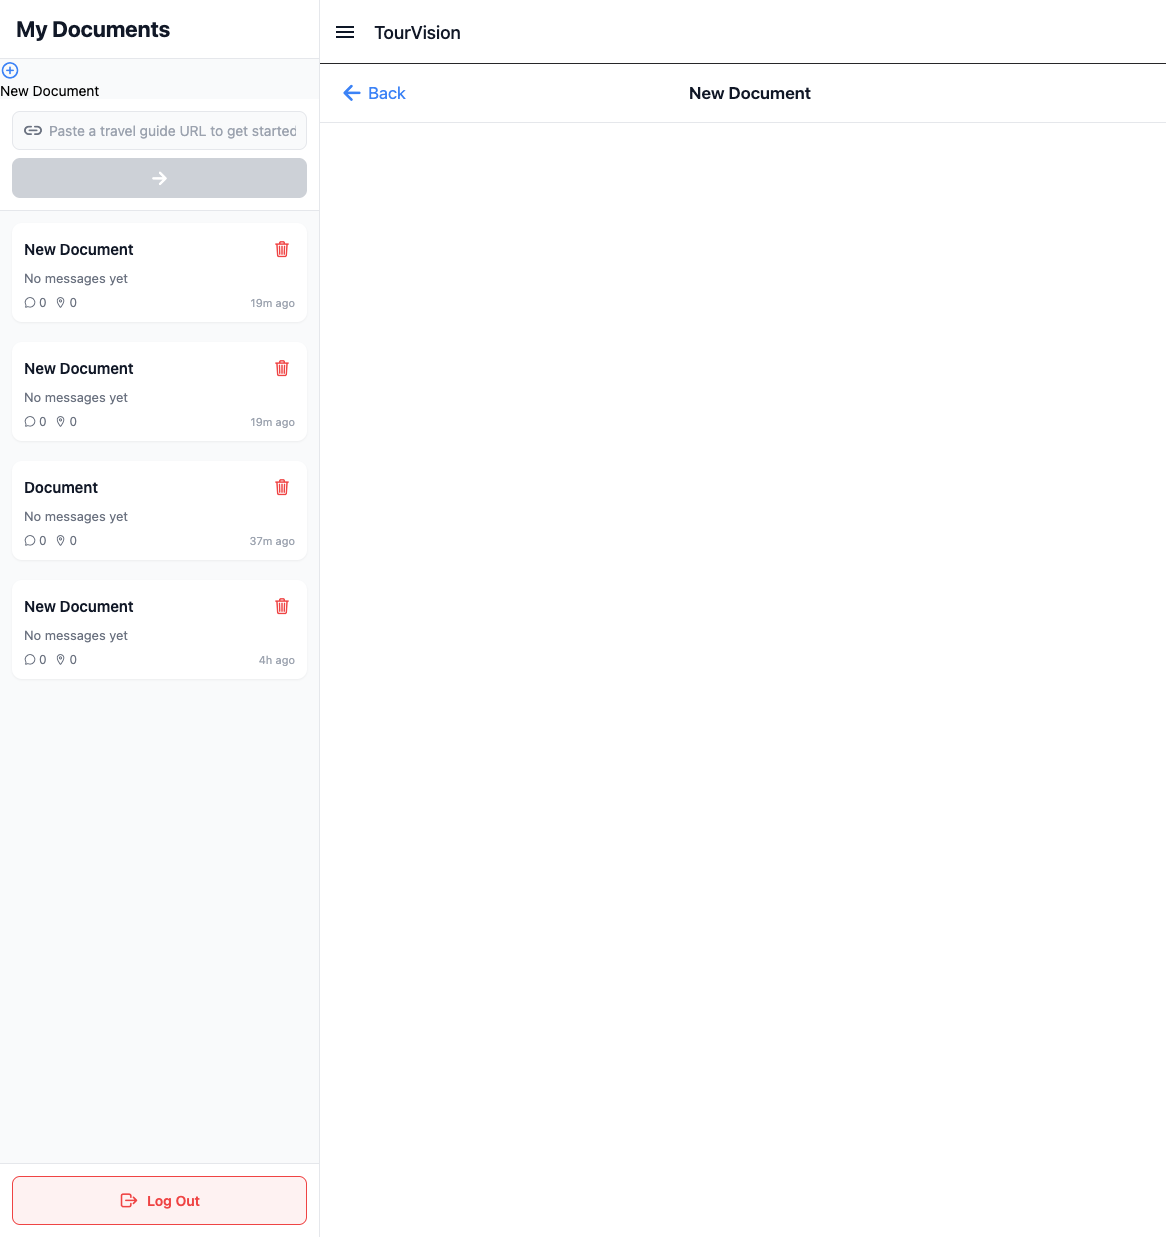 My Documents
New Document
Paste a travel guide URL to get started
New Document
No messages yet
0 0 19m ago
New Document
No messages yet
0 0 19m ago
Document
No messages yet
0 0 37m ago
New Document
No messages yet
0 0 4h ago
Log Out
TourVision
Back New Document